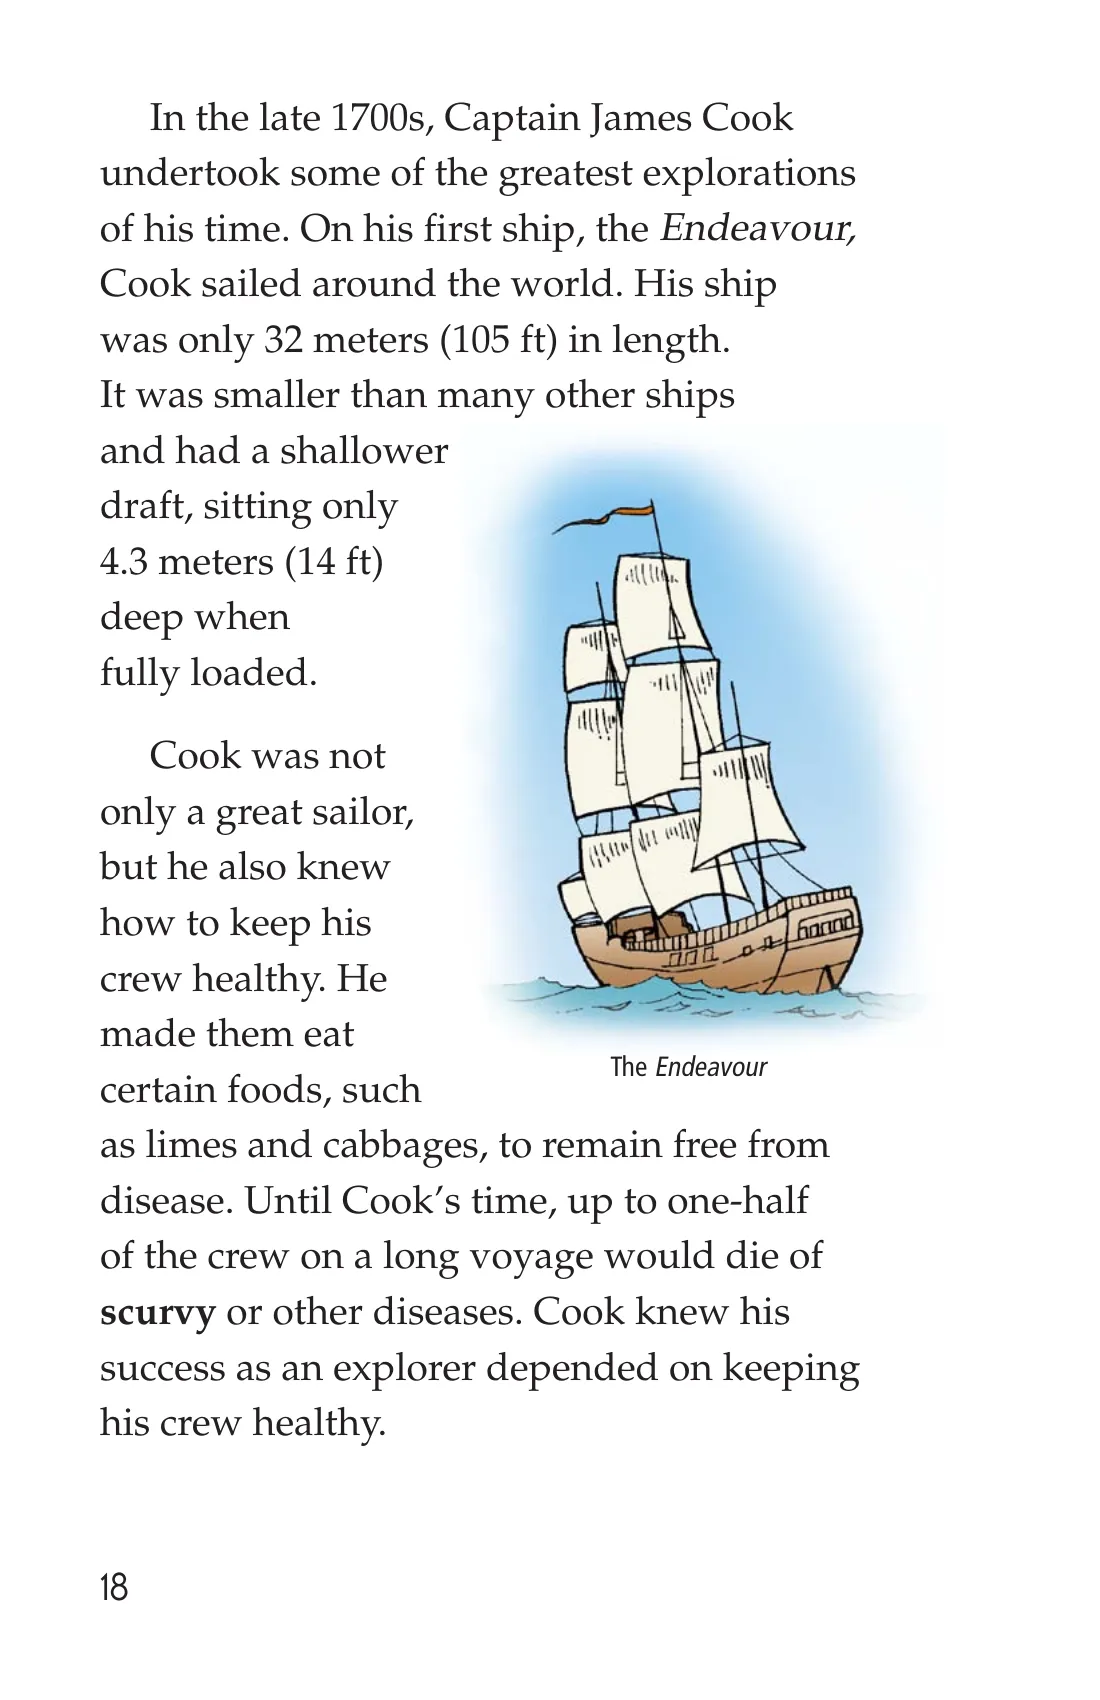 In the late 1700s, Captain James Cook
undertook some of the greatest explorations
of his time. On his first ship, the Endeavour,
Cook sailed around the world. His ship
was only 32 meters (105 ft) in length.
It was smaller than many other ships
and had a shallower
draft, sitting only
4.3 meters (14 ft)
deep when
fully loaded.
Cook was not
only a great sailor,
but he also knew
how to keep his
crew healthy. He
made them eat
certain foods, such
as limes and cabbages, to remain free from
disease. Until Cook’s time, up to one-half
of the crew on a long voyage would die of
scurvy or other diseases. Cook knew his
success as an explorer depended on keeping
his crew healthy.
The Endeavour
18